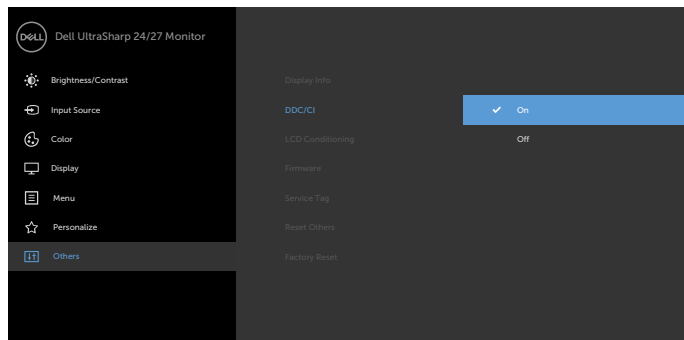 DELL Dell UltraSharp 24/27 Monitor
Brightness/Contrast
Input Source
Color
Display
Menu
Personalize
Others
Display Info
DDC/CI
LCD Conditioning
Firmware
Service Tag
Reset Others
Factory Reset
On
Off